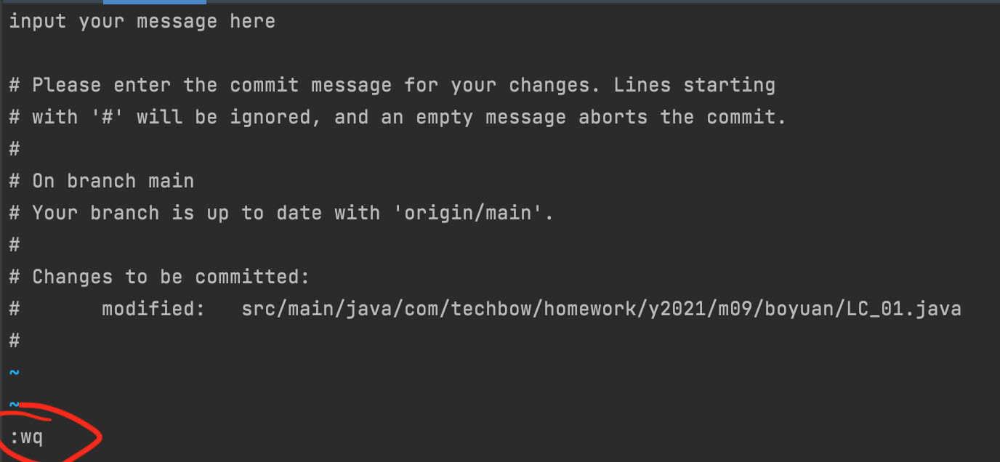 input your message here
# Please enter the commit message for your changes. Lines starting
# with '#' will be ignored, and an empty message aborts the commit.
#
# On branch main
# Your branch is up to date with 'origin/main'.
#
# Changes to be committed:
#       modified:   src/main/java/com/techbow/homework/y2021/m09/boyuan/LC_01.java
#
~
~
:wq